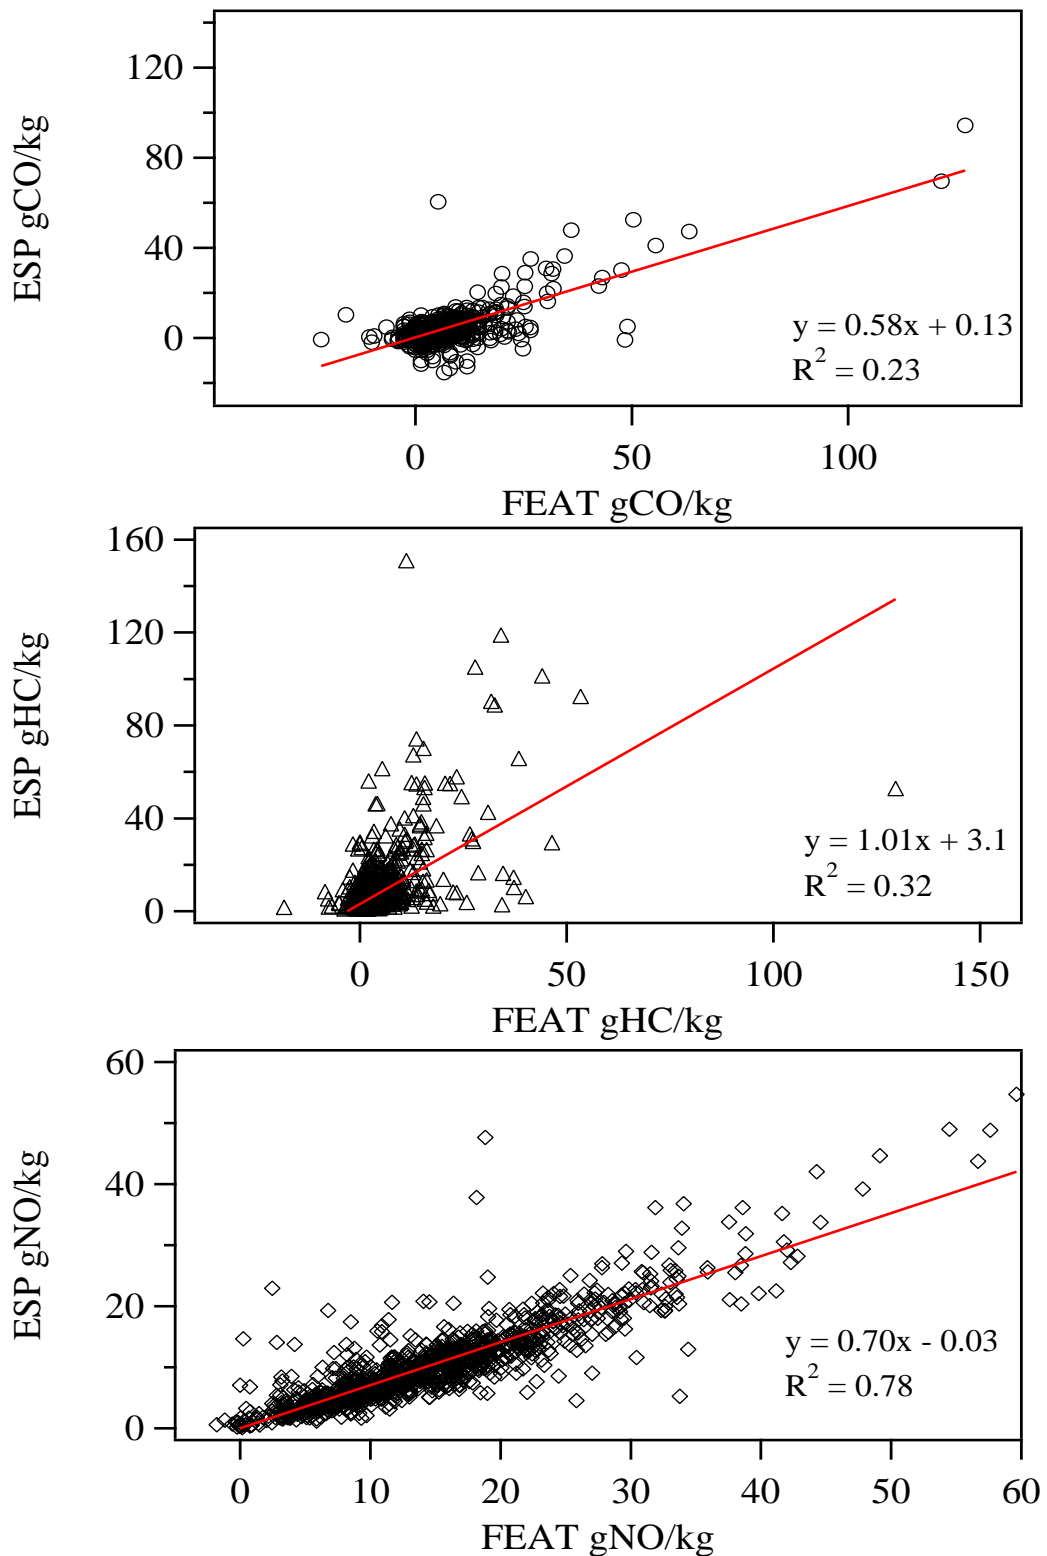 120
80
40
0
ESP gCO/kg
y = 0.58x + 0.13
R² = 0.23
0 50 100
FEAT gCO/kg
160
120
80
40
0
ESP gHC/kg
y = 1.01x + 3.1
R² = 0.32
0 50 100 150
FEAT gHC/kg
60
40
20
0
ESP gNO/kg
y = 0.70x - 0.03
R² = 0.78
0 10 20 30 40 50 60
FEAT gNO/kg